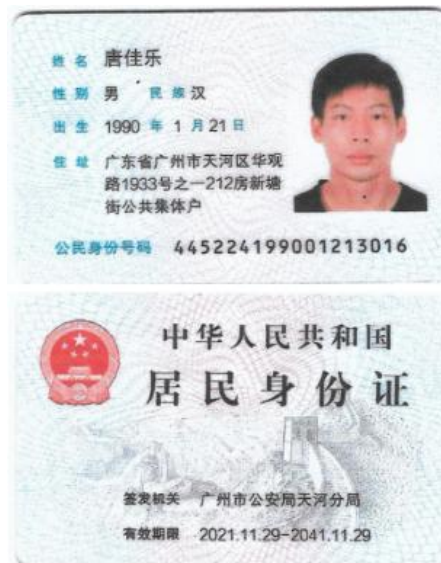 姓名 唐佳乐
性别 男 民族 汉
出生 1990 年 1 月 21 日
住址 广东省广州市天河区华观
路1933号之一212房新塘
街公共集体户
公民身份号码 445224199001213016
中华人民共和国
居民身份证
签发机关 广州市公安局天河分局
有效期限 2021.11.29-2041.11.29